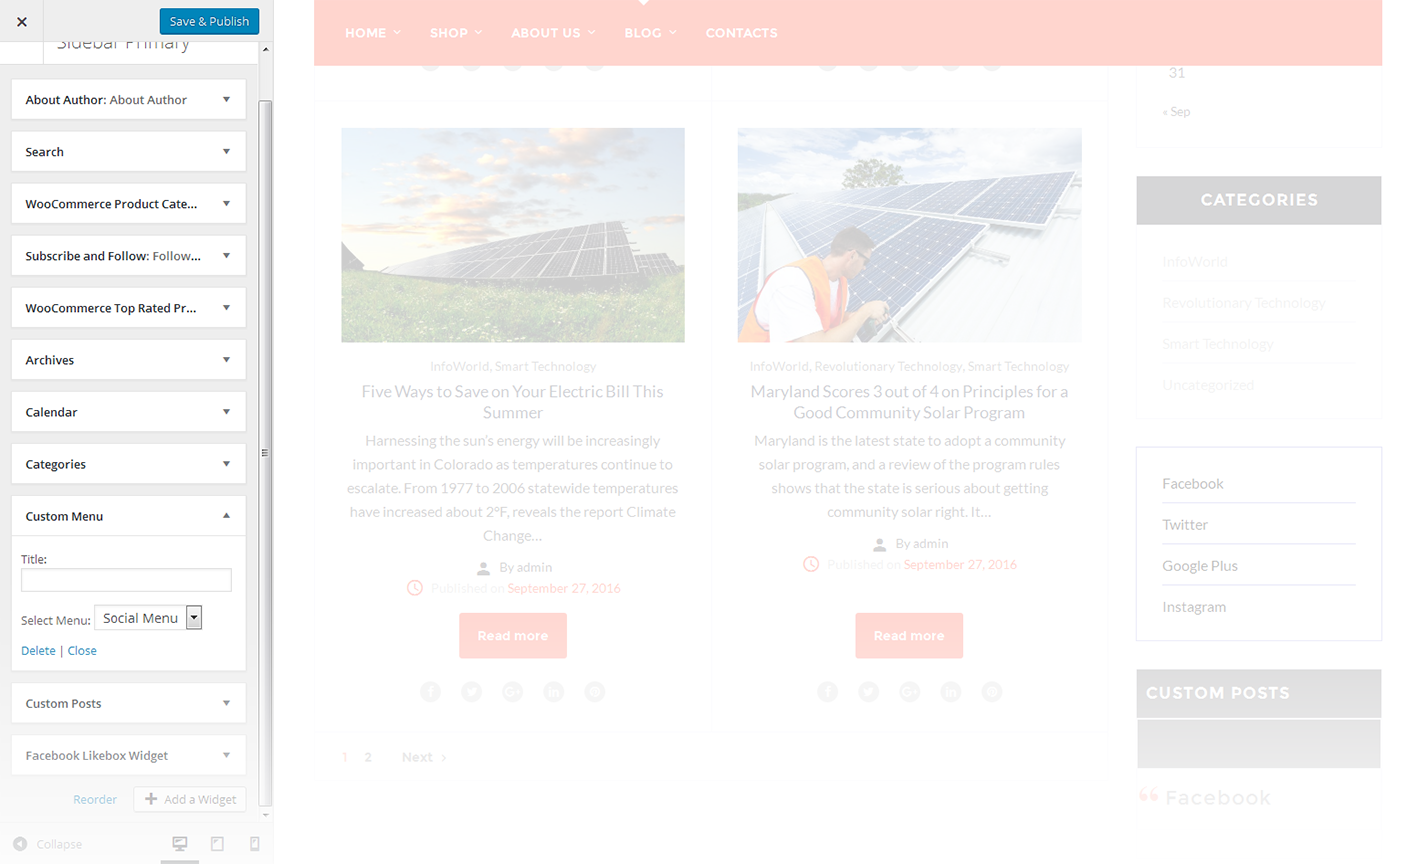 Save & Publish
Sidebar Primary
About Author: About Author
Search
WooCommerce Product Cate...
Subscribe and Follow: Follow...
WooCommerce Top Rated Pr...
Archives
Calendar
Categories
Custom Menu
Title:
Select Menu: Social Menu
Delete | Close
Custom Posts
Facebook Likebox Widget
Reorder
Add a Widget
Collapse
HOME
SHOP
ABOUT US
BLOG
CONTACTS
InfoWorld, Smart Technology
Five Ways to Save on Your Electric Bill This
Summer
Harnessing the sun's energy will be increasingly
important in Colorado as temperatures continue to
escalate. From 1977 to 2006 statewide temperatures
have increased about 2°F, reveals the report Climate
Change...
By admin
Published on September 27, 2016
Read more
InfoWorld, Revolutionary Technology, Smart Technology
Maryland Scores 3 out of 4 on Principles for a
Good Community Solar Program
Maryland is the latest state to adopt a community
solar program, and a review of the program rules
shows that the state is serious about getting
community solar right. It...
By admin
Published on September 27, 2016
Read more
1 2 Next
31
« Sep
CATEGORIES
InfoWorld
Revolutionary Technology
Smart Technology
Uncategorized
Facebook
Twitter
Google Plus
Instagram
CUSTOM POSTS
Facebook